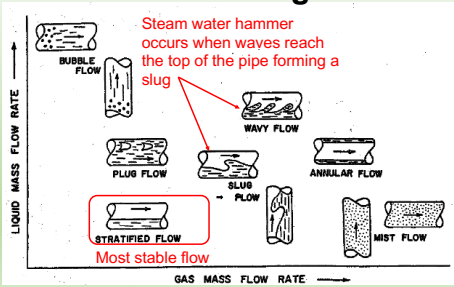 Steam water hammer
occurs when waves reach
the top of the pipe forming a
slug
BUBBLE
FLOW
WAVY FLOW
PLUG FLOW
SLUG
FLOW
ANNULAR FLOW
STRATIFIED FLOW
MIST FLOW
Most stable flow
LIQUID MASS FLOW RATE
GAS MASS FLOW RATE